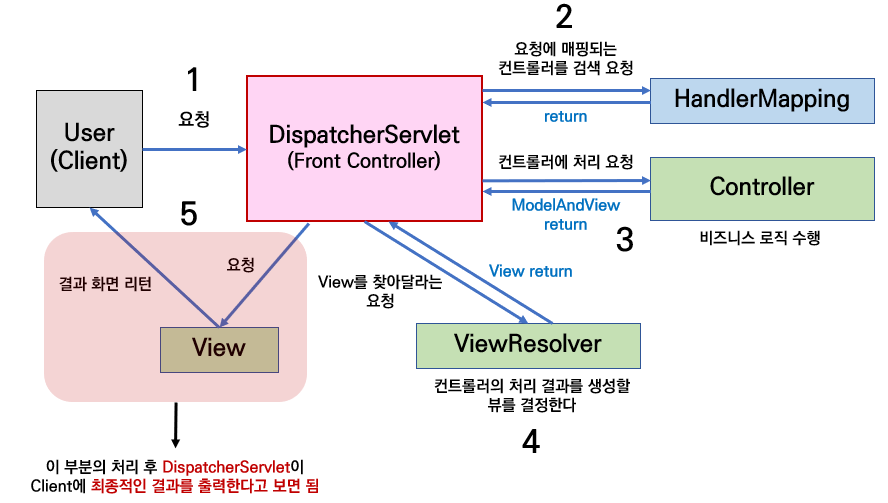 1
요청
User
(Client)
DispatcherServlet
(Front Controller)
2
요청에 매핑되는
컨트롤러를 검색 요청
return
HandlerMapping
컨트롤러에 처리 요청
ModelAndView
return
3
Controller
비즈니스 로직 수행
View를 찾아달라는
요청
View return
ViewResolver
컨트롤러의 처리 결과를 생성할
뷰를 결정한다
4
5
요청
결과 화면 리턴
View
이 부분의 처리 후 DispatcherServlet이
Client에 최종적인 결과를 출력한다고 보면 됨